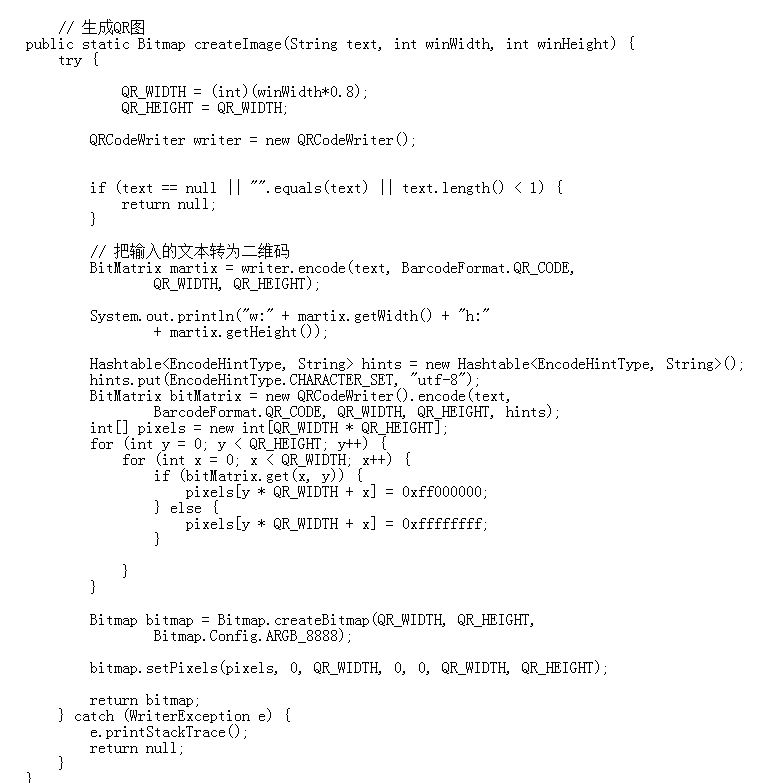 // 生成QR图
public static Bitmap createImage(String text, int winWidth, int winHeight) {
try {
QR_WIDTH = (int)(winWidth*0.8);
QR_HEIGHT = QR_WIDTH;
QRCodeWriter writer = new QRCodeWriter();
if (text == null || "".equals(text) || text.length() < 1) {
return null;
}
// 把输入的文本转为二维码
BitMatrix martix = writer.encode(text, BarcodeFormat.QR_CODE,
QR_WIDTH, QR_HEIGHT);
System.out.println("w:" + martix.getWidth() + "h:"
+ martix.getHeight());
Hashtable<EncodeHintType, String> hints = new Hashtable<EncodeHintType, String>();
hints.put(EncodeHintType.CHARACTER_SET, "utf-8");
BitMatrix bitMatrix = new QRCodeWriter().encode(text,
BarcodeFormat.QR_CODE, QR_WIDTH, QR_HEIGHT, hints);
int[] pixels = new int[QR_WIDTH * QR_HEIGHT];
for (int y = 0; y < QR_HEIGHT; y++) {
for (int x = 0; x < QR_WIDTH; x++) {
if (bitMatrix.get(x, y)) {
pixels[y * QR_WIDTH + x] = 0xff000000;
} else {
pixels[y * QR_WIDTH + x] = 0xffffffff;
}
}
}
Bitmap bitmap = Bitmap.createBitmap(QR_WIDTH, QR_HEIGHT,
Bitmap.Config.ARGB_8888);
bitmap.setPixels(pixels, 0, QR_WIDTH, 0, 0, QR_WIDTH, QR_HEIGHT);
return bitmap;
} catch (WriterException e) {
e.printStackTrace();
return null;
}
}